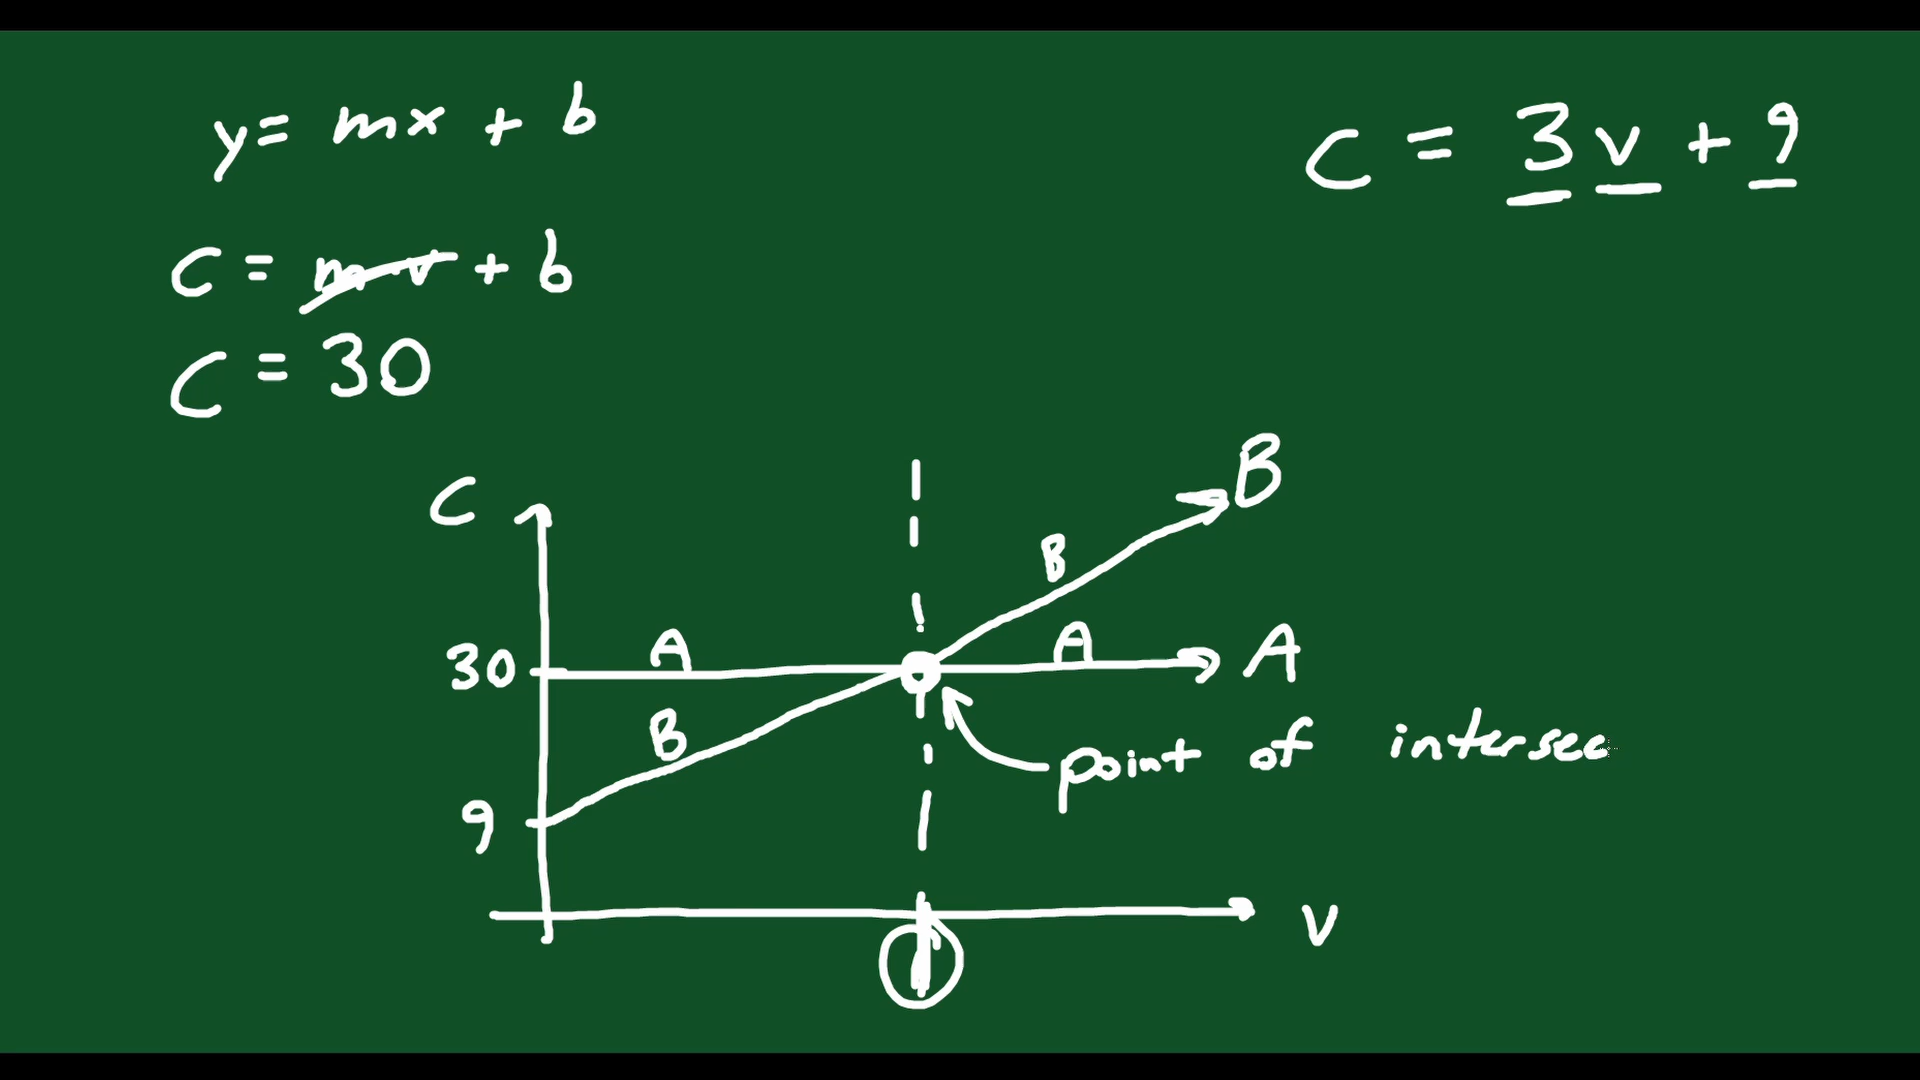 y = mx + b
C = 3v + 9
C = mv + b
C = 30
C
B
B
A
A
30
A
B
point of intersec
9
v